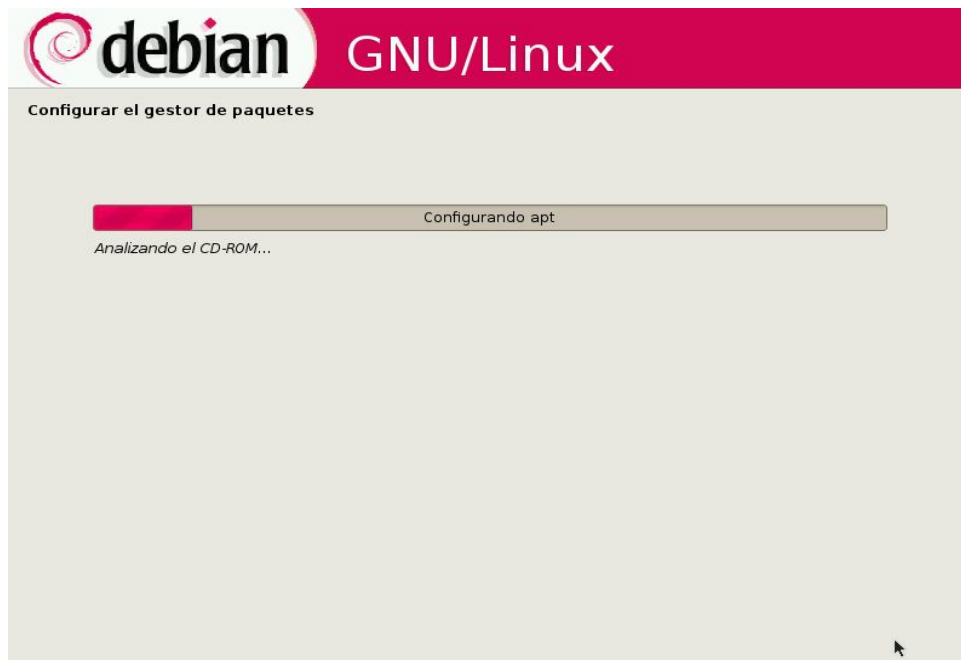 debian GNU/Linux
Configurar el gestor de paquetes
Configurando apt
Analizando el CD-ROM...